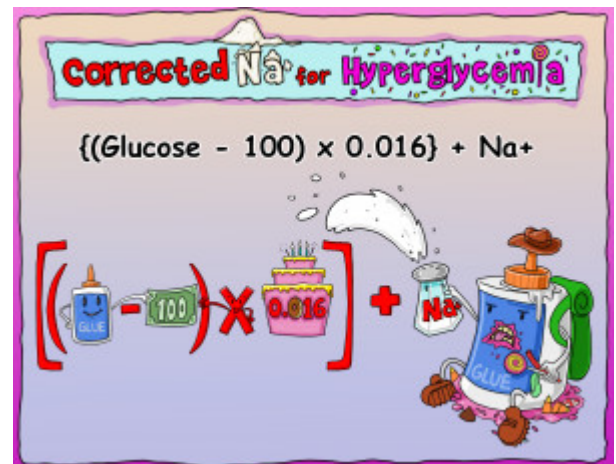 Corrected Na+ for Hyperglycemia
{(Glucose - 100) x 0.016} + Na+
[(GLUE - 100) X 0.016] + Na+
GLUE